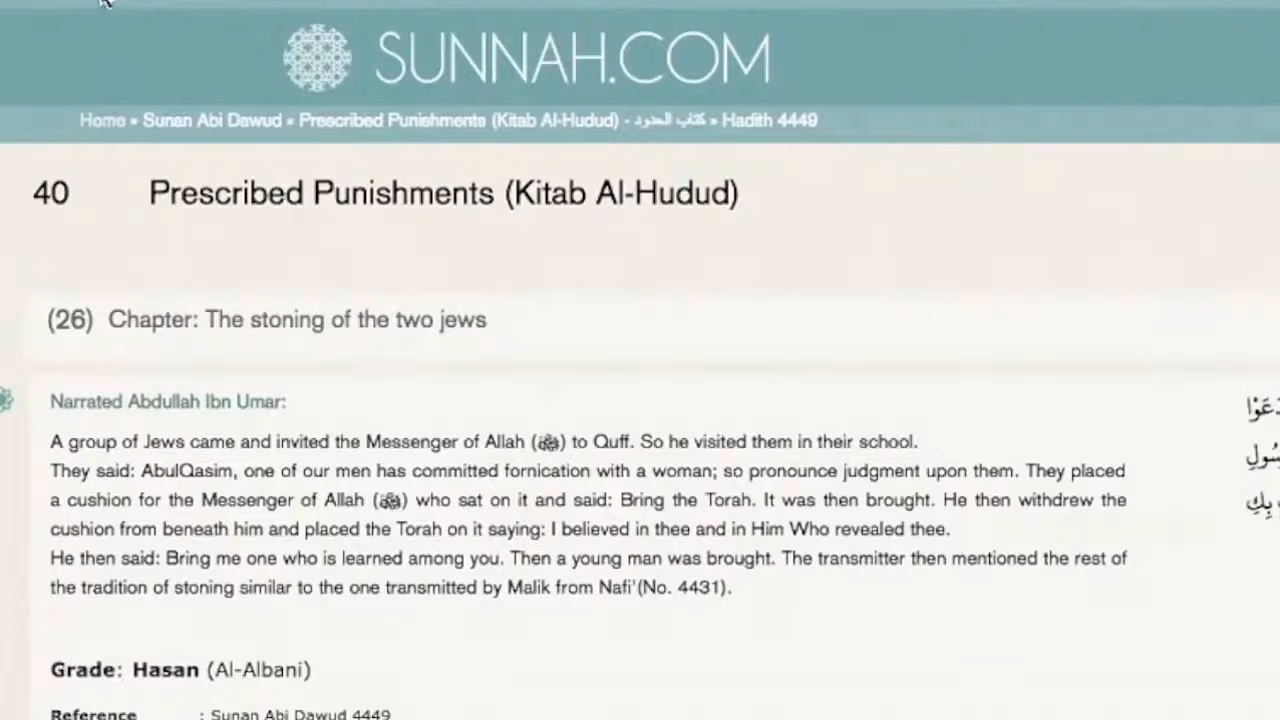 SUNNAH.COM
Home » Sunan Abi Dawud » Prescribed Punishments (Kitab Al-Hudud) - كتاب الحدود » Hadith 4449
40 Prescribed Punishments (Kitab Al-Hudud)
(26) Chapter: The stoning of the two jews
Narrated Abdullah Ibn Umar:
A group of Jews came and invited the Messenger of Allah (ﷺ) to Quff. So he visited them in their school.
They said: AbulQasim, one of our men has committed fornication with a woman; so pronounce judgment upon them. They placed
a cushion for the Messenger of Allah (ﷺ) who sat on it and said: Bring the Torah. It was then brought. He then withdrew the
cushion from beneath him and placed the Torah on it saying: I believed in thee and in Him Who revealed thee.
He then said: Bring me one who is learned among you. Then a young man was brought. The transmitter then mentioned the rest of
the tradition of stoning similar to the one transmitted by Malik from Nafi'(No. 4431).
Grade: Hasan (Al-Albani)
Reference : Sunan Abi Dawud 4449